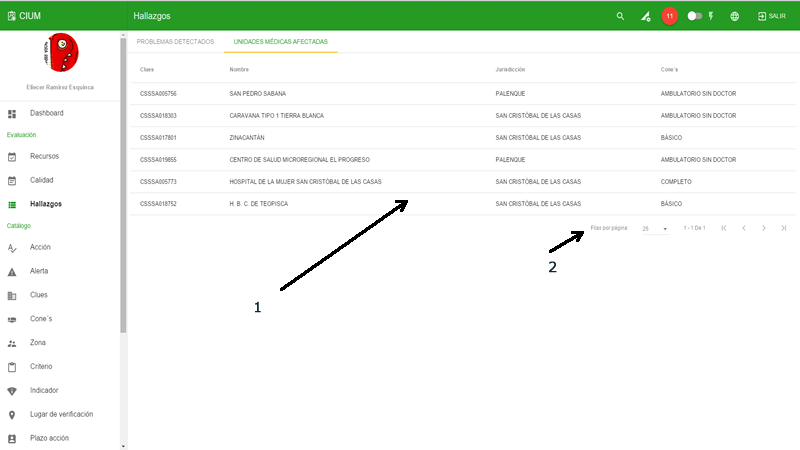 CIUM
Hallazgos
11
SALIR
Eliecer Ramírez Esquinca
Dashboard
Evaluación
Recursos
Calidad
Hallazgos
Catálogo
Acción
Alerta
Clues
Cone´s
Zona
Criterio
Indicador
Lugar de verificación
Plazo acción
PROBLEMAS DETECTADOS UNIDADES MÉDICAS AFECTADAS
Clues Nombre Jurisdicción Cone´s
CSSSA005756 SAN PEDRO SABANA PALENQUE AMBULATORIO SIN DOCTOR
CSSSA018303 CARAVANA TIPO 1 TIERRA BLANCA SAN CRISTÓBAL DE LAS CASAS AMBULATORIO SIN DOCTOR
CSSSA017801 ZINACANTÁN SAN CRISTÓBAL DE LAS CASAS BÁSICO
CSSSA019855 CENTRO DE SALUD MICROREGIONAL EL PROGRESO PALENQUE AMBULATORIO SIN DOCTOR
CSSSA005773 HOSPITAL DE LA MUJER SAN CRISTÓBAL DE LAS CASAS SAN CRISTÓBAL DE LAS CASAS COMPLETO
CSSSA018752 H. B. C. DE TEOPISCA SAN CRISTÓBAL DE LAS CASAS BÁSICO
Filas por página: 25 1 - 1 De 1
1
2